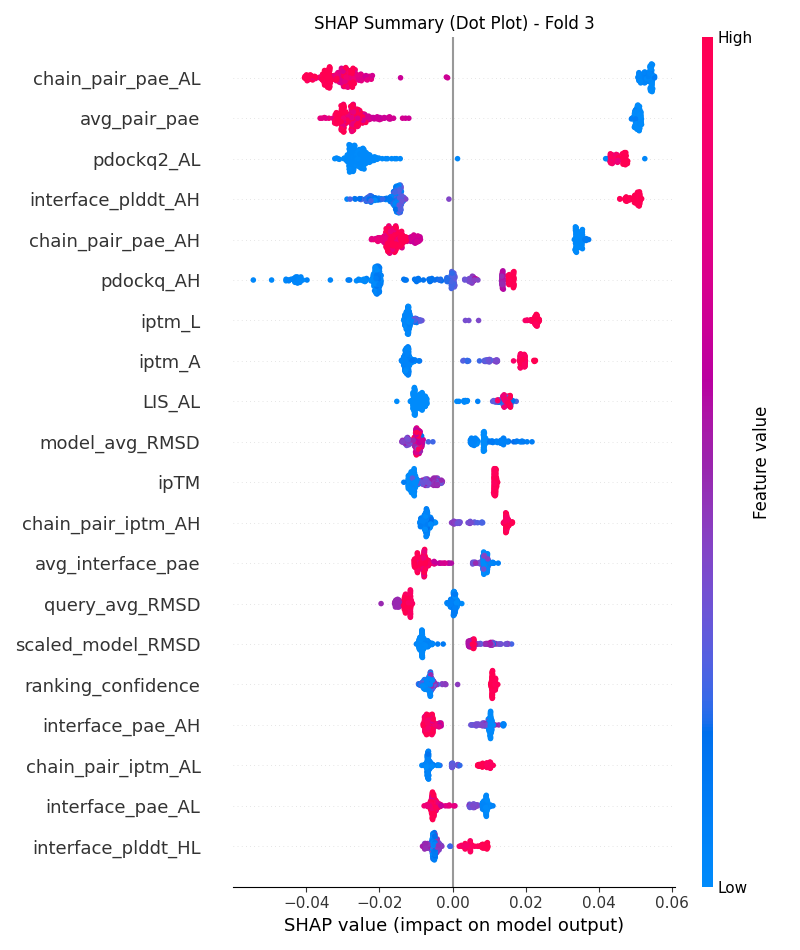 SHAP Summary (Dot Plot) - Fold 3
High
chain_pair_pae_AL
avg_pair_pae
pdockq2_AL
interface_plddt_AH
chain_pair_pae_AH
pdockq_AH
iptm_L
iptm_A
LIS_AL
model_avg_RMSD
ipTM
chain_pair_iptm_AH
avg_interface_pae
query_avg_RMSD
scaled_model_RMSD
ranking_confidence
interface_pae_AH
chain_pair_iptm_AL
interface_pae_AL
interface_plddt_HL
Feature value
Low
−0.04 −0.02 0.00 0.02 0.04 0.06
SHAP value (impact on model output)